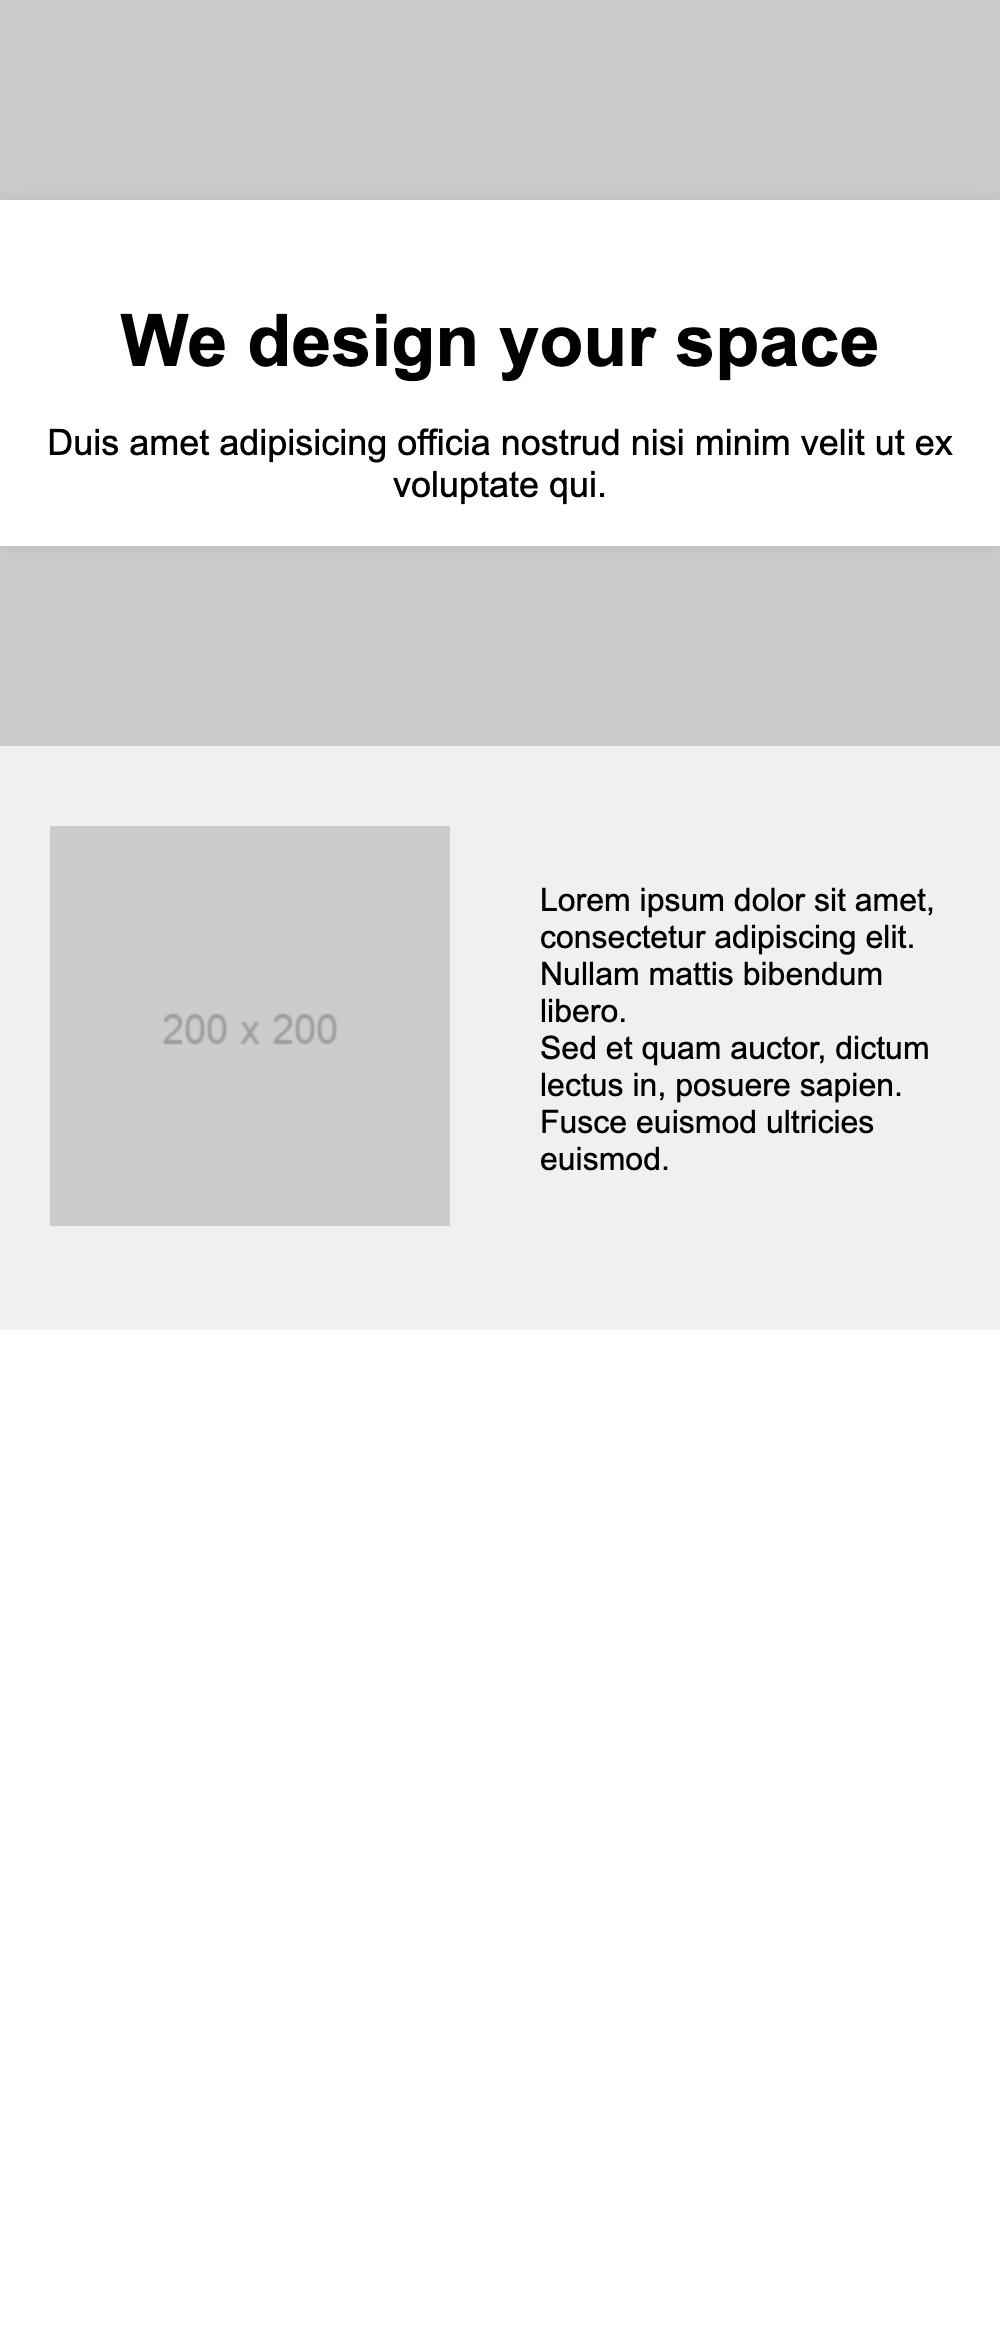 We design your space
Duis amet adipisicing officia nostrud nisi minim velit ut ex
voluptate qui.
200 x 200
Lorem ipsum dolor sit amet,
consectetur adipiscing elit.
Nullam mattis bibendum
libero.
Sed et quam auctor, dictum
lectus in, posuere sapien.
Fusce euismod ultricies
euismod.